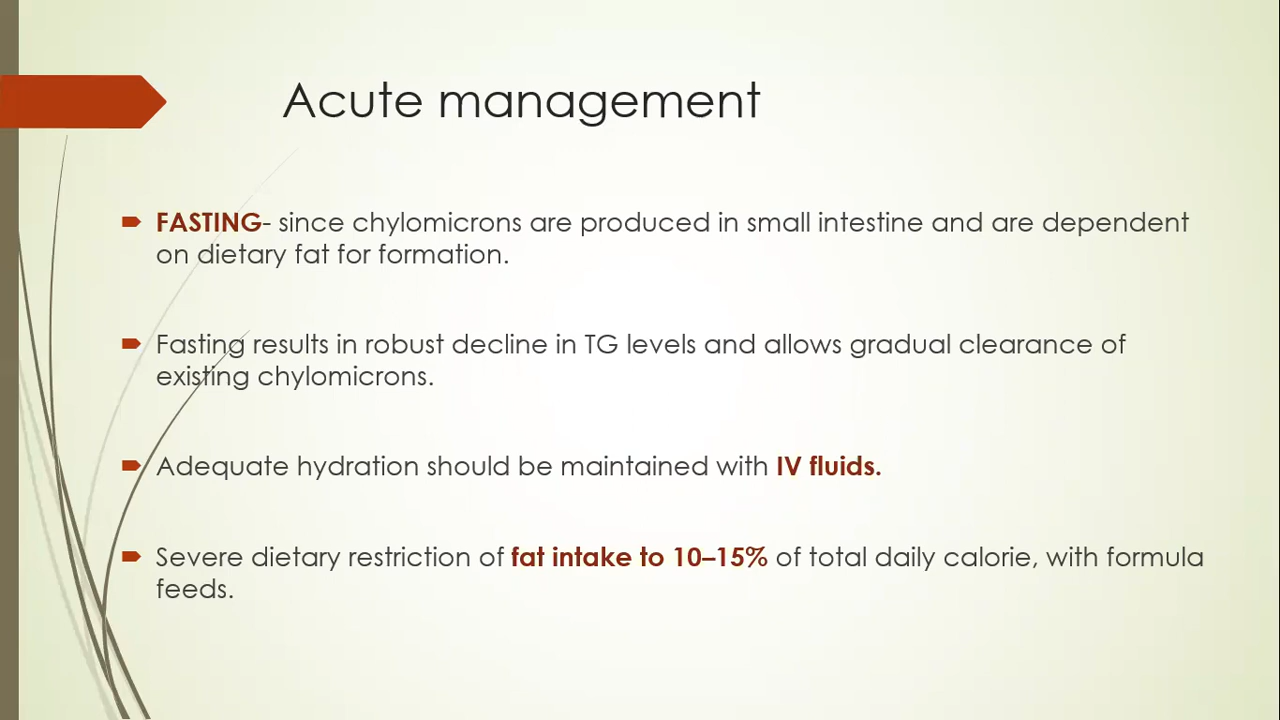 Acute management
FASTING- since chylomicrons are produced in small intestine and are dependent
on dietary fat for formation.
Fasting results in robust decline in TG levels and allows gradual clearance of
existing chylomicrons.
Adequate hydration should be maintained with IV fluids.
Severe dietary restriction of fat intake to 10–15% of total daily calorie, with formula
feeds.